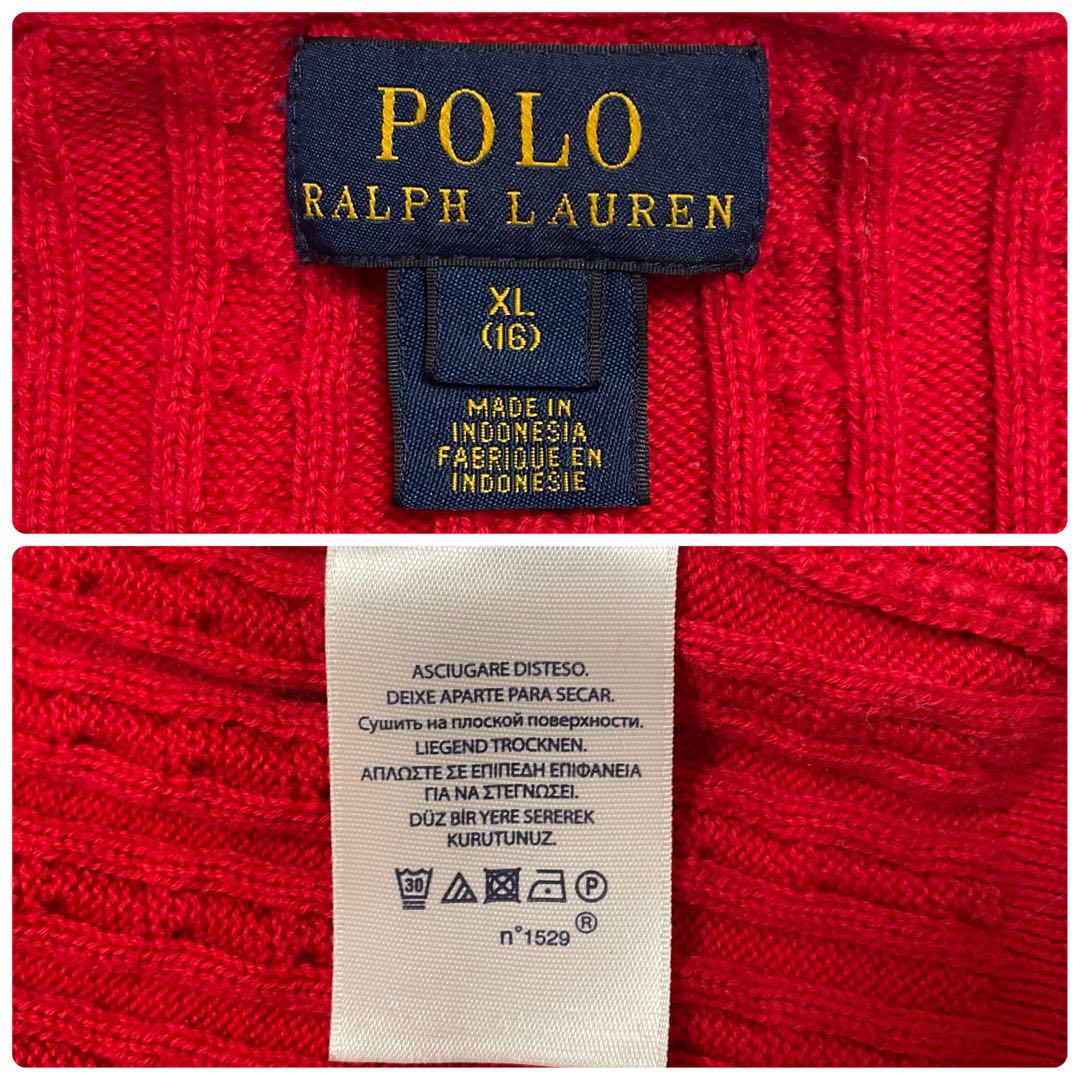 POLO
RALPH LAUREN
XL
(16)
MADE IN
INDONESIA
FABRIQUE EN
INDONESIE
ASCIUGARE DISTESO.
DEIXE APARTE PARA SECAR.
Сушить на плоской поверхности.
LIEGEND TROCKNEN.
ΑΠΛΩΣΤΕ ΣΕ ΕΠΙΠΕΔΗ ΕΠΙΦΑΝΕΙΑ
ΓΙΑ ΝΑ ΣΤΕΓΝΩΣΕΙ.
DÜZ BİR YERE SEREREK
KURUTUNUZ.
30 P
n°1529 ®